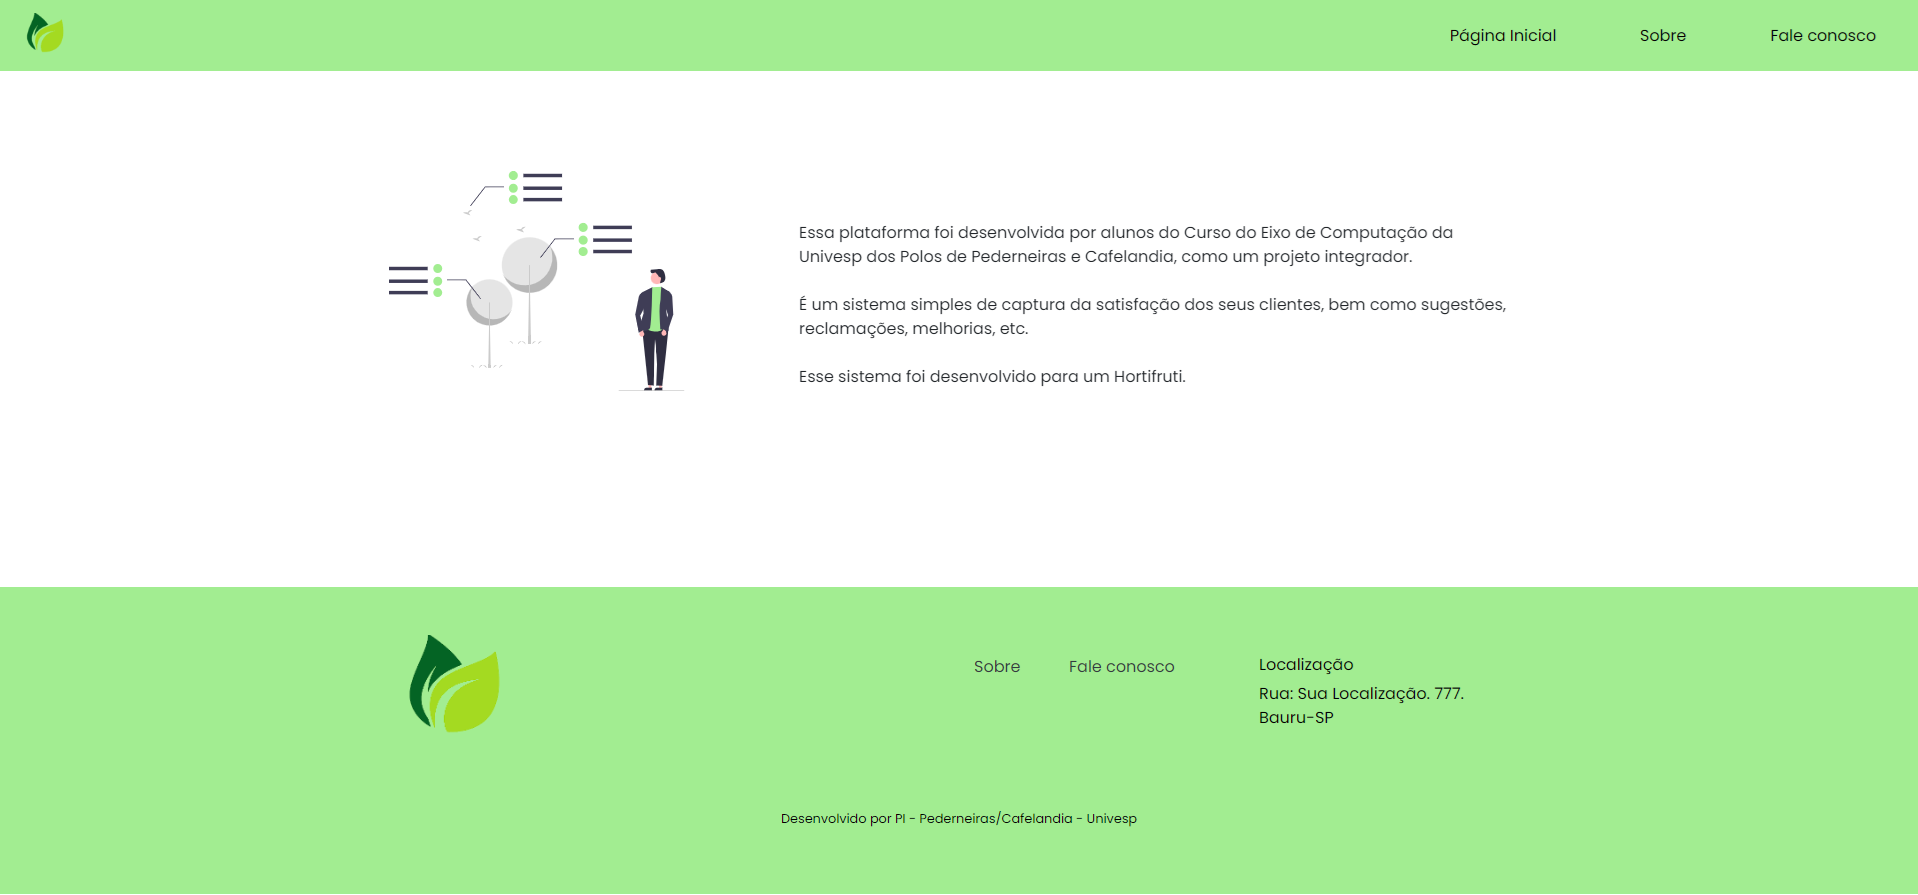 Página Inicial
Sobre
Fale conosco
Essa plataforma foi desenvolvida por alunos do Curso do Eixo de Computação da
Univesp dos Polos de Pederneiras e Cafelandia, como um projeto integrador.
É um sistema simples de captura da satisfação dos seus clientes, bem como sugestões,
reclamações, melhorias, etc.
Esse sistema foi desenvolvido para um Hortifruti.
Sobre
Fale conosco
Localização
Rua: Sua Localização. 777.
Bauru-SP
Desenvolvido por PI - Pederneiras/Cafelandia - Univesp